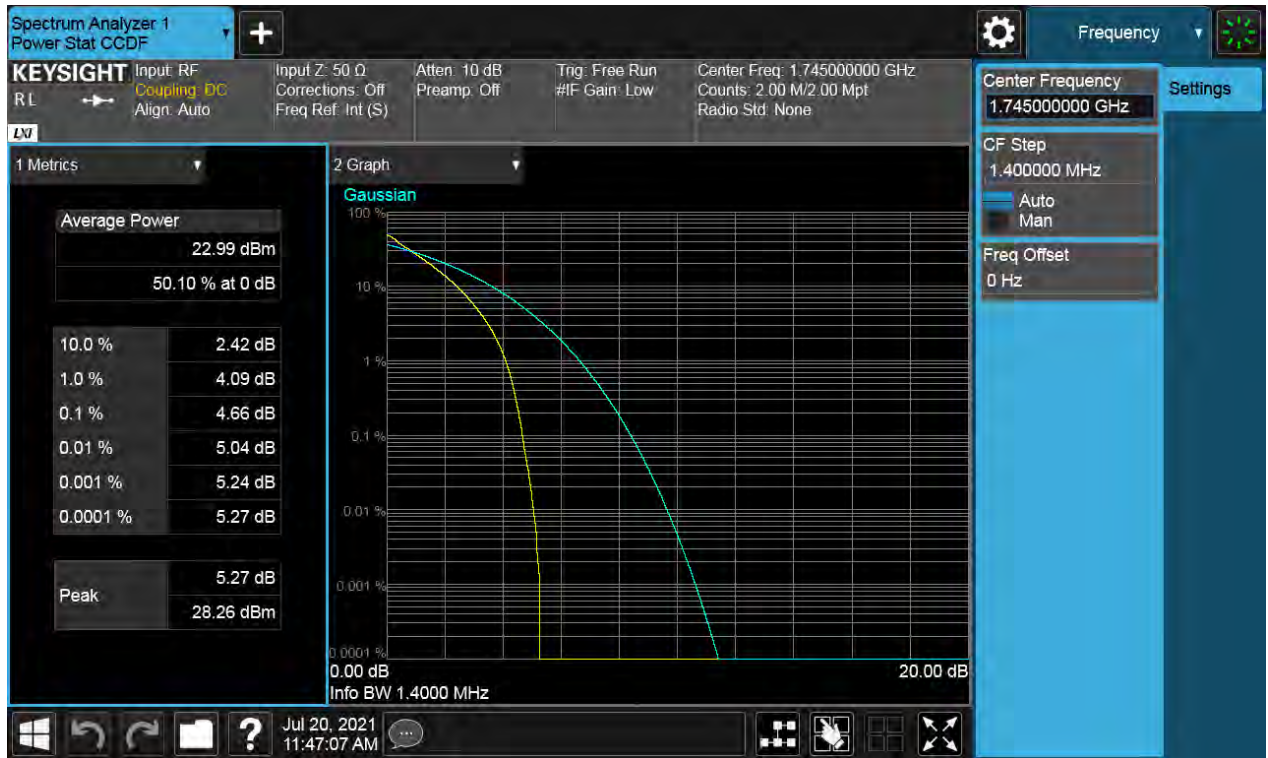 Spectrum Analyzer 1
Power Stat CCDF
+
Frequency
KEYSIGHT
RL
LXI
Input: RF
Coupling: DC
Align: Auto
Input Z: 50 Ω
Corrections: Off
Freq Ref: Int (S)
Atten: 10 dB
Preamp: Off
Trig: Free Run
#IF Gain: Low
Center Freq: 1.745000000 GHz
Counts: 2.00 M/2.00 Mpt
Radio Std: None
Center Frequency
1.745000000 GHz
Settings
CF Step
1.400000 MHz
Auto
Man
Freq Offset
0 Hz
1 Metrics
Average Power
22.99 dBm
50.10 % at 0 dB
10.0 % 2.42 dB
1.0 % 4.09 dB
0.1 % 4.66 dB
0.01 % 5.04 dB
0.001 % 5.24 dB
0.0001 % 5.27 dB
Peak
5.27 dB
28.26 dBm
2 Graph
Gaussian
100 %
10 %
1 %
0.1 %
0.01 %
0.001 %
0.0001 %
0.00 dB 20.00 dB
Info BW 1.4000 MHz
?
Jul 20, 2021
11:47:07 AM